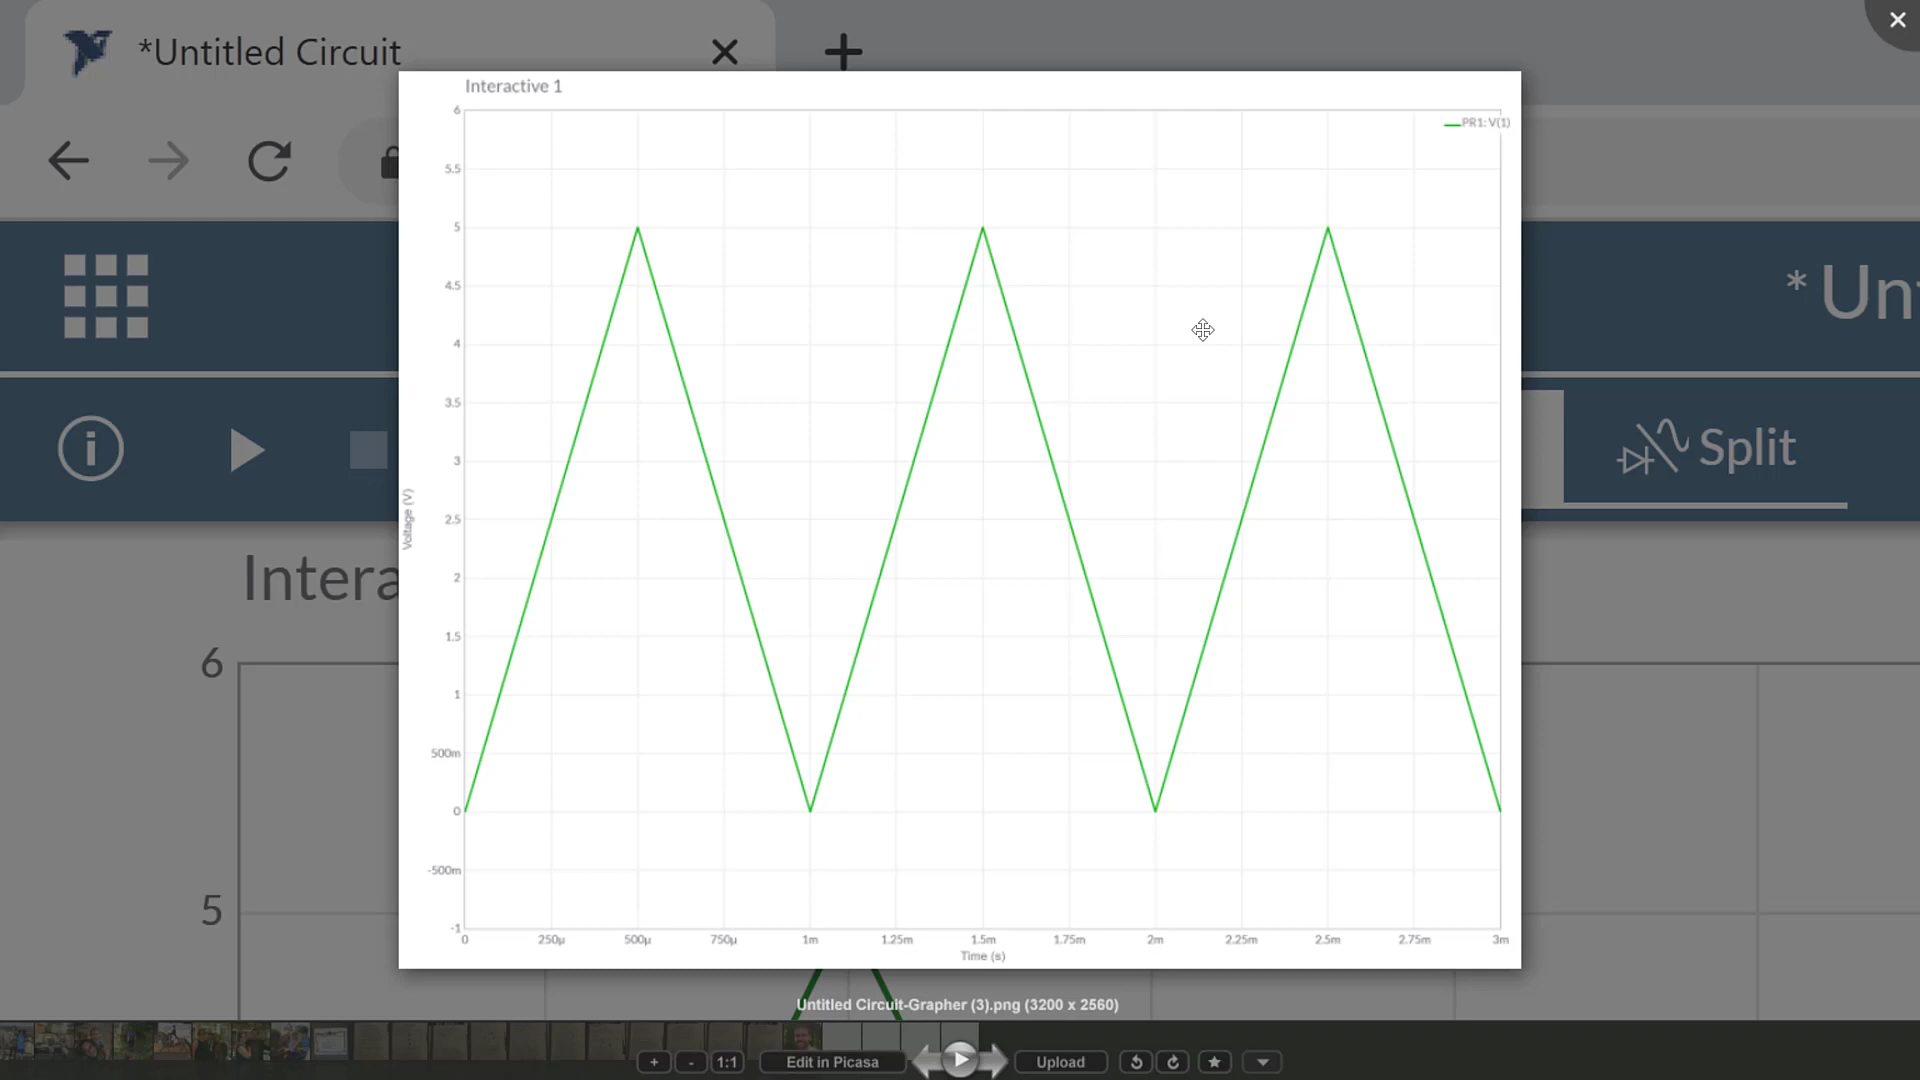 *Untitled Circuit
Interactive 1
PR1: V(1)
6
5.5
5
4.5
4
3.5
3
2.5
2
1.5
1
500m
0
-500m
-1
Voltage (V)
0 250μ 500μ 750μ 1m 1.25m 1.5m 1.75m 2m 2.25m 2.5m 2.75m 3m
Time (s)
* Unt
Split
Intera
6
5
Untitled Circuit-Grapher (3).png (3200 x 2560)
+ - 1:1 Edit in Picasa Upload